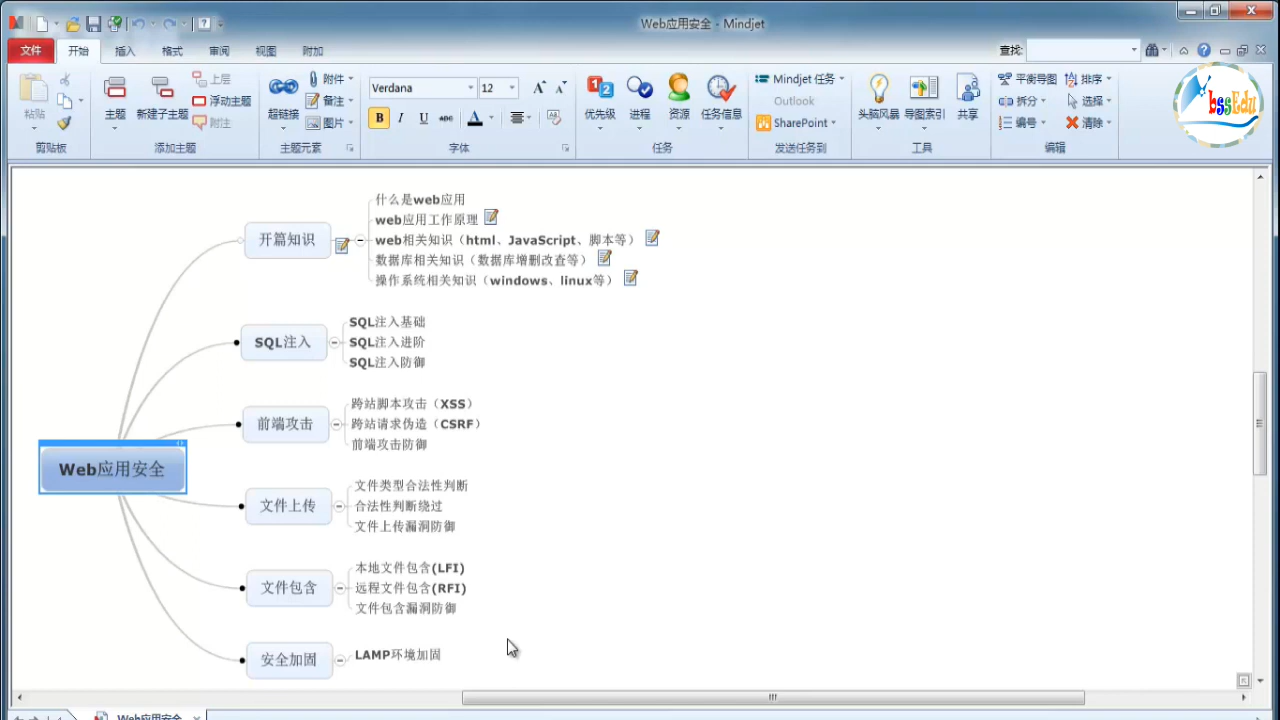 Web应用安全 - Mindjet
文件 开始 插入 格式 审阅 视图 附加 查找:
粘贴
剪贴板
主题
新建子主题
上层
浮动主题
附注
添加主题
超链接
附件
备注
图片
主题元素
Verdana 12
B I U abc A
字体
优先级
进程
资源
任务信息
任务
Mindjet 任务
Outlook
SharePoint
发送任务到
头脑风暴
导图索引
共享
工具
平衡导图
拆分
编号
排序
选择
清除
编辑
bssEdu
Web应用安全
开篇知识
什么是web应用
web应用工作原理
web相关知识（html、JavaScript、脚本等）
数据库相关知识（数据库增删改查等）
操作系统相关知识（windows、linux等）
SQL注入
SQL注入基础
SQL注入进阶
SQL注入防御
前端攻击
跨站脚本攻击（XSS）
跨站请求伪造（CSRF）
前端攻击防御
文件上传
文件类型合法性判断
合法性判断绕过
文件上传漏洞防御
文件包含
本地文件包含(LFI)
远程文件包含(RFI)
文件包含漏洞防御
安全加固
LAMP环境加固
Web应用安全